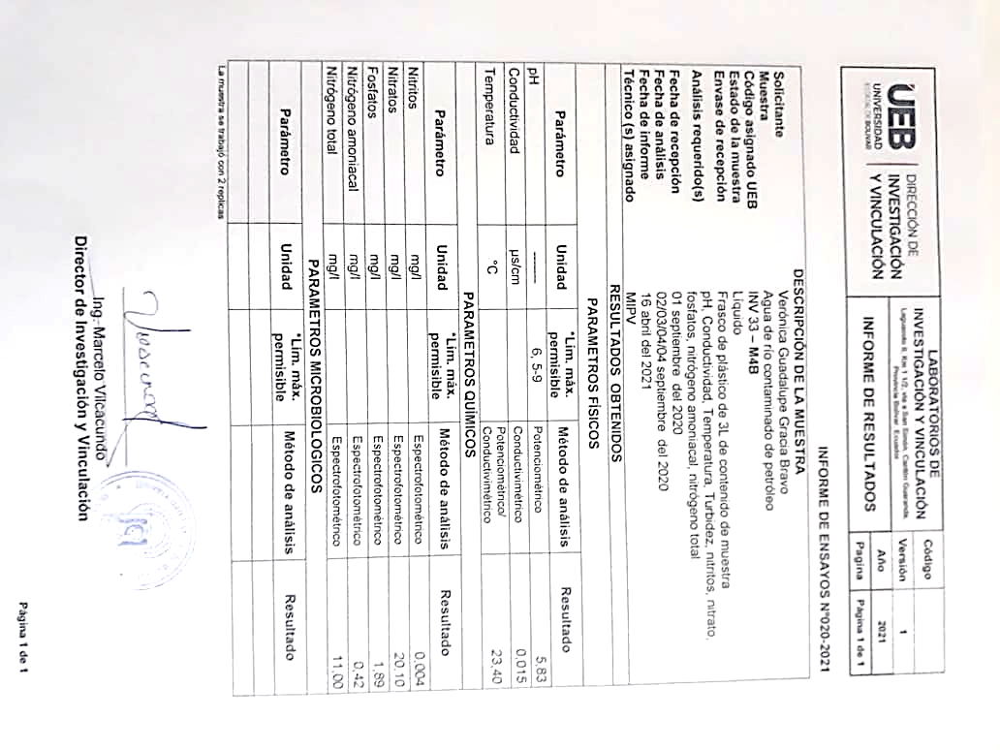 UEB
UNIVERSIDAD
ESTATAL DE BOLIVAR
DIRECCIÓN DE
INVESTIGACIÓN
Y VINCULACIÓN
LABORATÓRIOS DE
INVESTIGACIÓN Y VINCULACIÓN
Laguacoto II, Km 1 1/2, vía a San Simón, Cantón Guaranda,
Provincia Bolívar, Ecuador
INFORME DE RESULTADOS
Código
Versión 1
Año 2021
Pagina Página 1 de 1
INFORME DE ENSAYOS N°020-2021
DESCRIPCIÓN DE LA MUESTRA
Solicitante Verónica Guadalupe Gracia Bravo
Muestra Agua de río contaminado de petróleo
Código asignado UEB INV 33 – M4B
Estado de la muestra Líquido
Envase de recepción Frasco de plástico de 3L de contenido de muestra
Análisis requerido(s) pH, Conductividad, Temperatura, Turbidez, nitritos, nitrato,
fosfatos, nitrógeno amoniacal, nitrógeno total
Fecha de recepción 01 septiembre del 2020
Fecha de análisis 02/03/04/04 septiembre del 2020
Fecha de informe 16 abril del 2021
Técnico (s) asignado MIPV
RESULTADOS OBTENIDOS
PARAMETROS FÍSICOS
Parámetro Unidad *Lim. máx. permisible Método de análisis Resultado
pH ------- 6, 5-9 Potenciométrico 5,83
Conductividad µs/cm Conductivimétrico 0,015
Temperatura °C Potenciométrico/ Conductivimétrico 23,40
PARAMETROS QUÍMICOS
Parámetro Unidad *Lim. máx. permisible Método de análisis Resultado
Nitritos mg/l Espectrofotométrico 0,004
Nitratos mg/l Espectrofotométrico 20,10
Fosfatos mg/l Espectrofotométrico 1,89
Nitrógeno amoniacal mg/l Espectrofotométrico 0,42
Nitrógeno total mg/l Espectrofotométrico 11,00
PARAMETROS MICROBIOLOGICOS
Parámetro Unidad *Lim. máx. permisible Método de análisis Resultado
La muestra se trabajó con 2 replicas
Ing. Marcelo Vilcacundo
Director de Investigación y Vinculación
Página 1 de 1